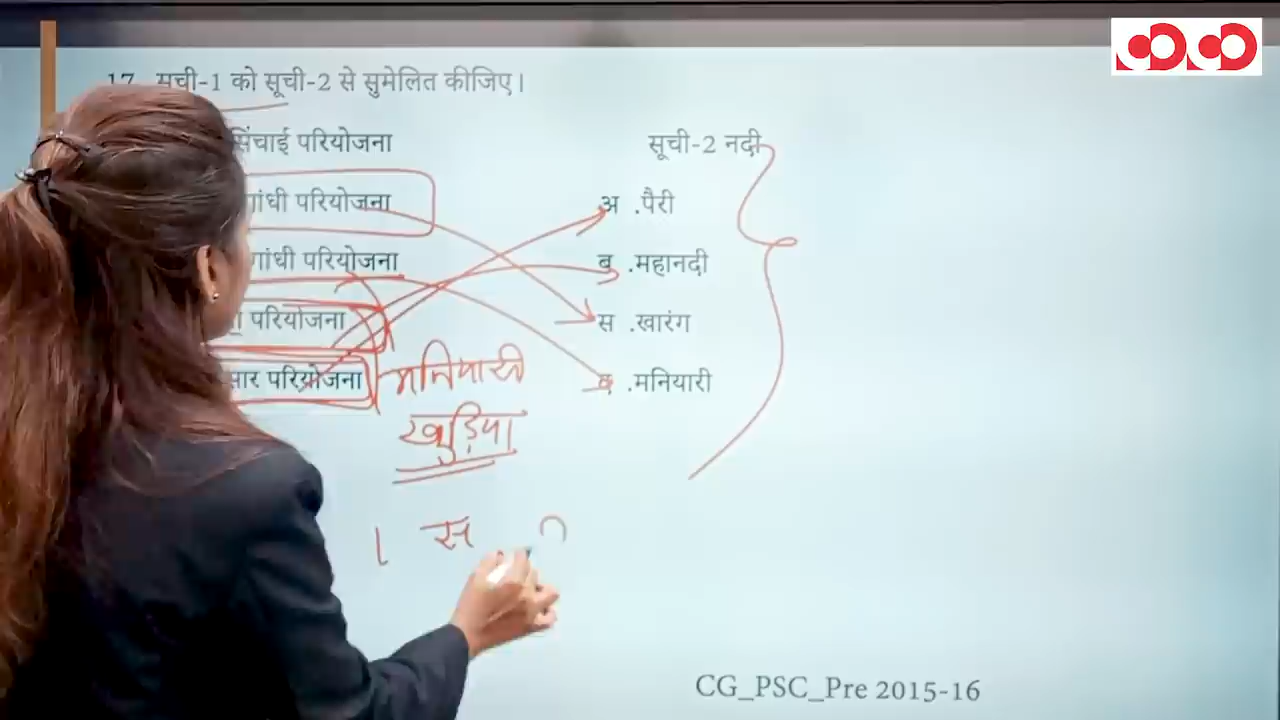 17. सूची-1 को सूची-2 से सुमेलित कीजिए।
सिंचाई परियोजना
सूची-2 नदी
गांधी परियोजना
अ .पैरी
गांधी परियोजना
ब .महानदी
परियोजना
स .खारंग
परियोजना
मनियारी
द .मनियारी
खुड़िया
1 स
CG_PSC_Pre 2015-16